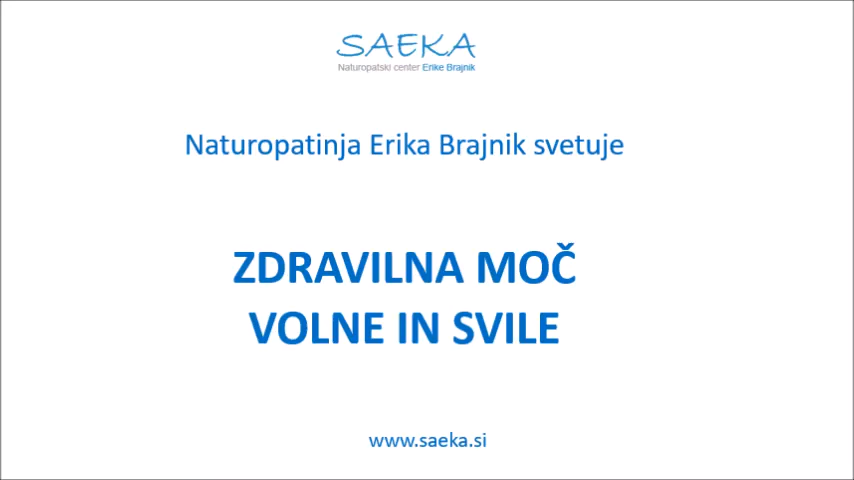 SAEKA
Naturopatski center Erike Brajnik
Naturopatinja Erika Brajnik svetuje
ZDRAVILNA MOČ
VOLNE IN SVILE
www.saeka.si